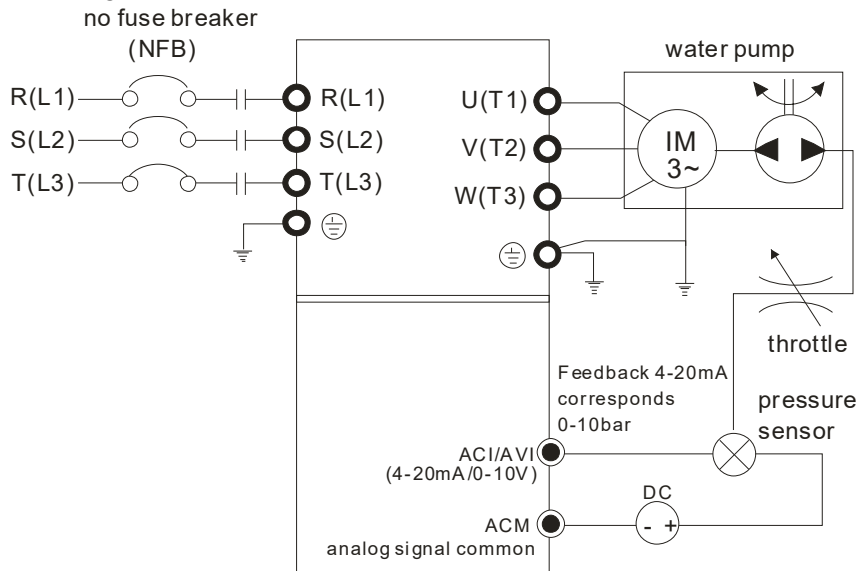 no fuse breaker
(NFB)
R(L1)
S(L2)
T(L3)
R(L1)
S(L2)
T(L3)
U(T1)
V(T2)
W(T3)
water pump
IM
3~
throttle
Feedback 4-20mA
corresponds
0-10bar
pressure
sensor
ACI/AVI
(4-20mA/0-10V)
DC
- +
ACM
analog signal common